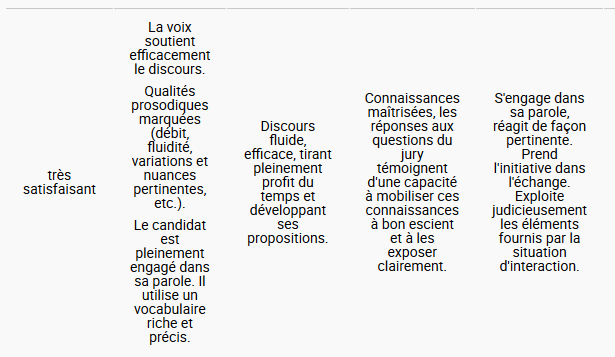 très
satisfaisant
La voix
soutient
efficacement
le discours.
Qualités
prosodiques
marquées
(débit,
fluidité,
variations et
nuances
pertinentes,
etc.).
Le candidat
est
pleinement
engagé dans
sa parole. Il
utilise un
vocabulaire
riche et
précis.
Discours
fluide,
efficace, tirant
pleinement
profit du
temps et
développant
ses
propositions.
Connaissances
maîtrisées, les
réponses aux
questions du
jury
témoignent
d'une capacité
à mobiliser ces
connaissances
à bon escient
et à les
exposer
clairement.
S'engage dans
sa parole,
réagit de façon
pertinente.
Prend
l'initiative dans
l'échange.
Exploite
judicieusement
les éléments
fournis par la
situation
d'interaction.